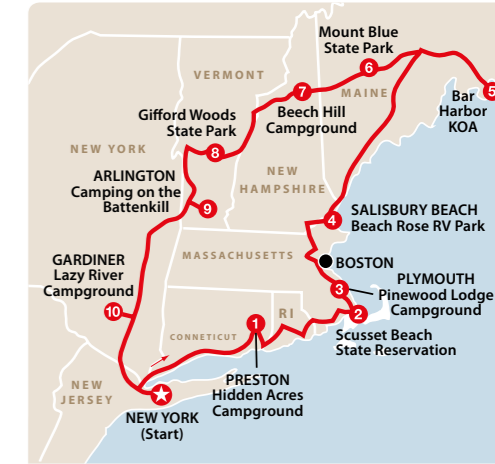 Mount Blue
State Park
6
VERMONT
7
MAINE
5
Gifford Woods
State Park
Beech Hill
Campground
Bar
Harbor
KOA
8
NEW YORK
ARLINGTON
Camping on the
Battenkill
NEW
HAMPSHIRE
9
4
SALISBURY BEACH
Beach Rose RV Park
GARDINER
Lazy River
Campground
MASSACHUSETTS
BOSTON
PLYMOUTH
Pinewood Lodge
Campground
3
10
1
RI
2
CONNETICUT
Scusset Beach
State Reservation
NEW
JERSEY
PRESTON
Hidden Acres
Campground
NEW YORK
(Start)